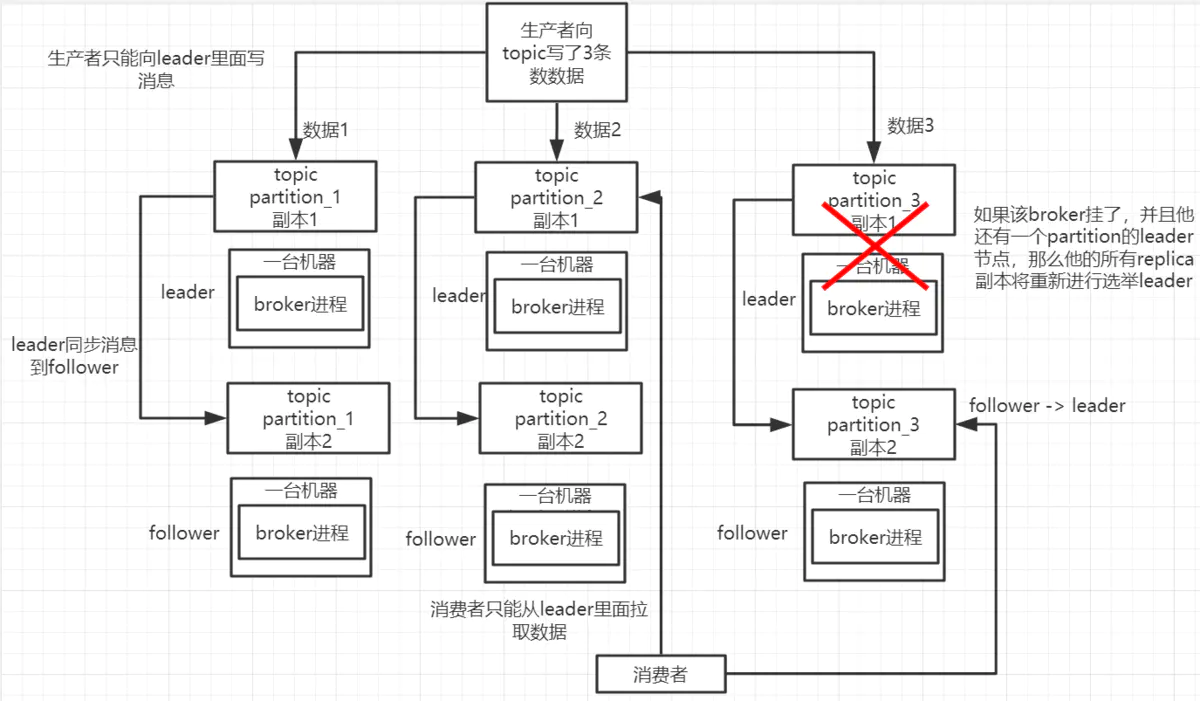 生产者向
topic写了3条
数数据
生产者只能向leader里面写
消息
数据1
数据2
数据3
topic
partition_1
副本1
topic
partition_2
副本1
topic
partition_3
副本1
如果该broker挂了，并且他
还有一个partition的leader
节点，那么他的所有replica
副本将重新进行选举leader
一台机器
broker进程
leader
一台机器
broker进程
leader
一台机器
broker进程
leader
leader同步消息
到follower
topic
partition_1
副本2
topic
partition_2
副本2
topic
partition_3
副本2
follower -> leader
一台机器
broker进程
follower
一台机器
broker进程
follower
一台机器
broker进程
follower
消费者只能从leader里面拉
取数据
消费者